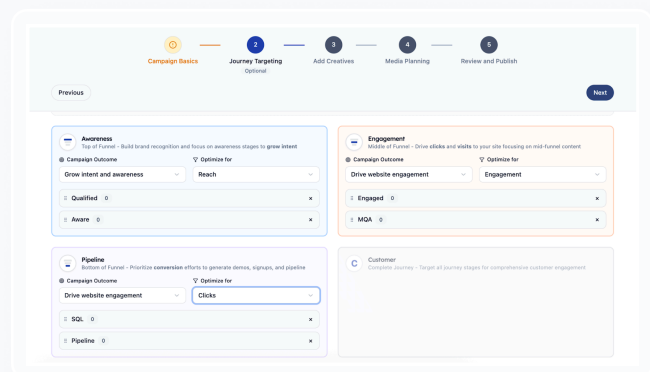 2
3
4
5
Campaign Basics
Journey Targeting
Add Creatives
Media Planning
Review and Publish
Optional
Previous
Next
Awareness
Top of Funnel - Build brand recognition and focus on awareness stages to grow intent
Campaign Outcome
Optimize for
Grow intent and awareness
Reach
Qualified 0
Aware 0
Engagement
Middle of Funnel - Drive clicks and visits to your site focusing on mid-funnel content
Campaign Outcome
Optimize for
Drive website engagement
Engagement
Engaged 0
MQA 0
Pipeline
Bottom of Funnel - Prioritize conversion efforts to generate demos, signups, and pipeline
Campaign Outcome
Optimize for
Drive website engagement
Clicks
SQL 0
Pipeline 0
C
Customer
Complete Journey - Target all journey stages for comprehensive customer engagement